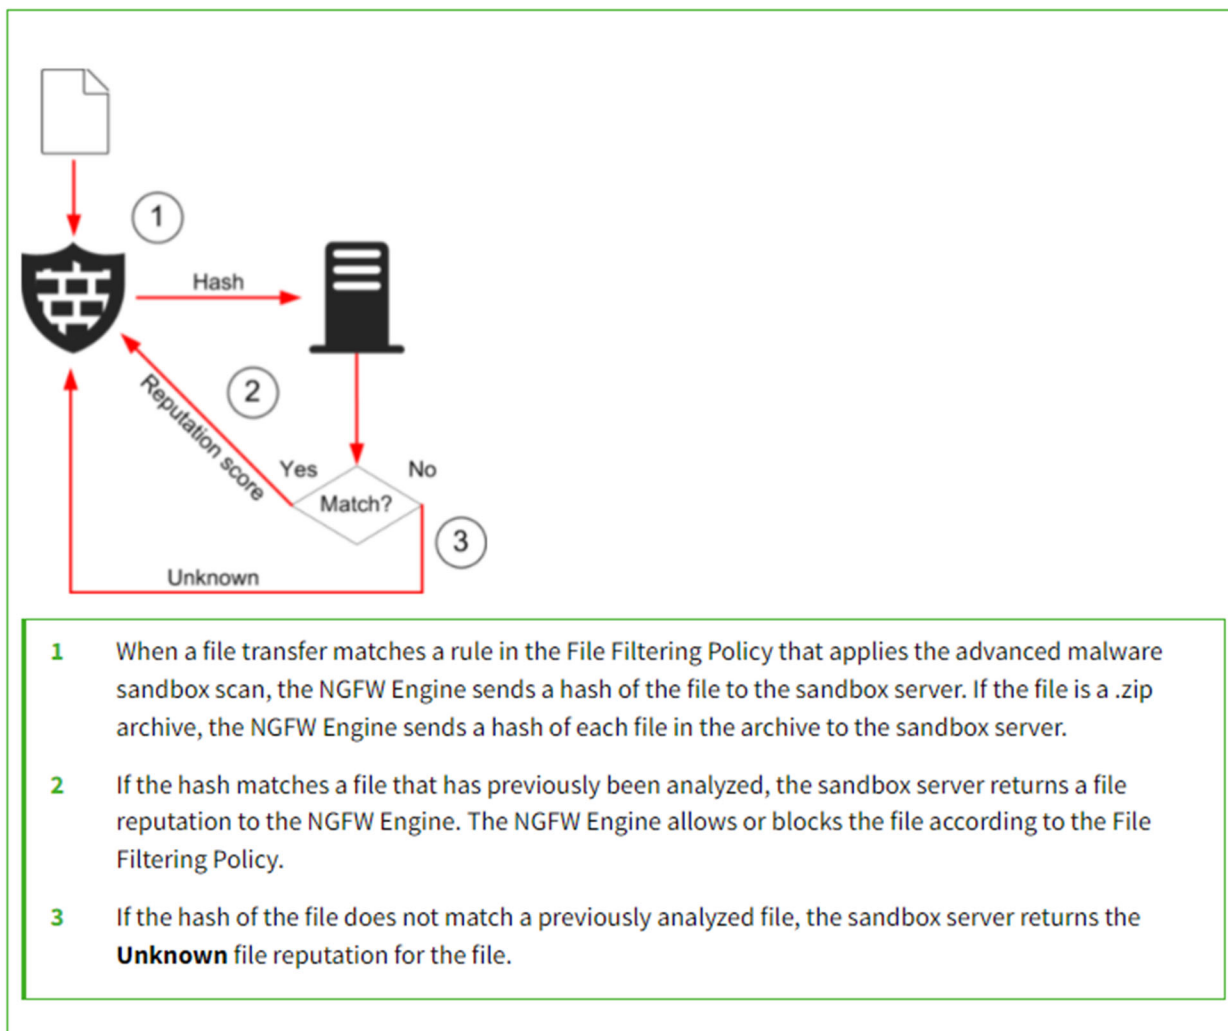 1
Hash
2
Reputation score
Yes
No
Match?
3
Unknown
1 When a file transfer matches a rule in the File Filtering Policy that applies the advanced malware
sandbox scan, the NGFW Engine sends a hash of the file to the sandbox server. If the file is a .zip
archive, the NGFW Engine sends a hash of each file in the archive to the sandbox server.
2 If the hash matches a file that has previously been analyzed, the sandbox server returns a file
reputation to the NGFW Engine. The NGFW Engine allows or blocks the file according to the File
Filtering Policy.
3 If the hash of the file does not match a previously analyzed file, the sandbox server returns the
Unknown file reputation for the file.